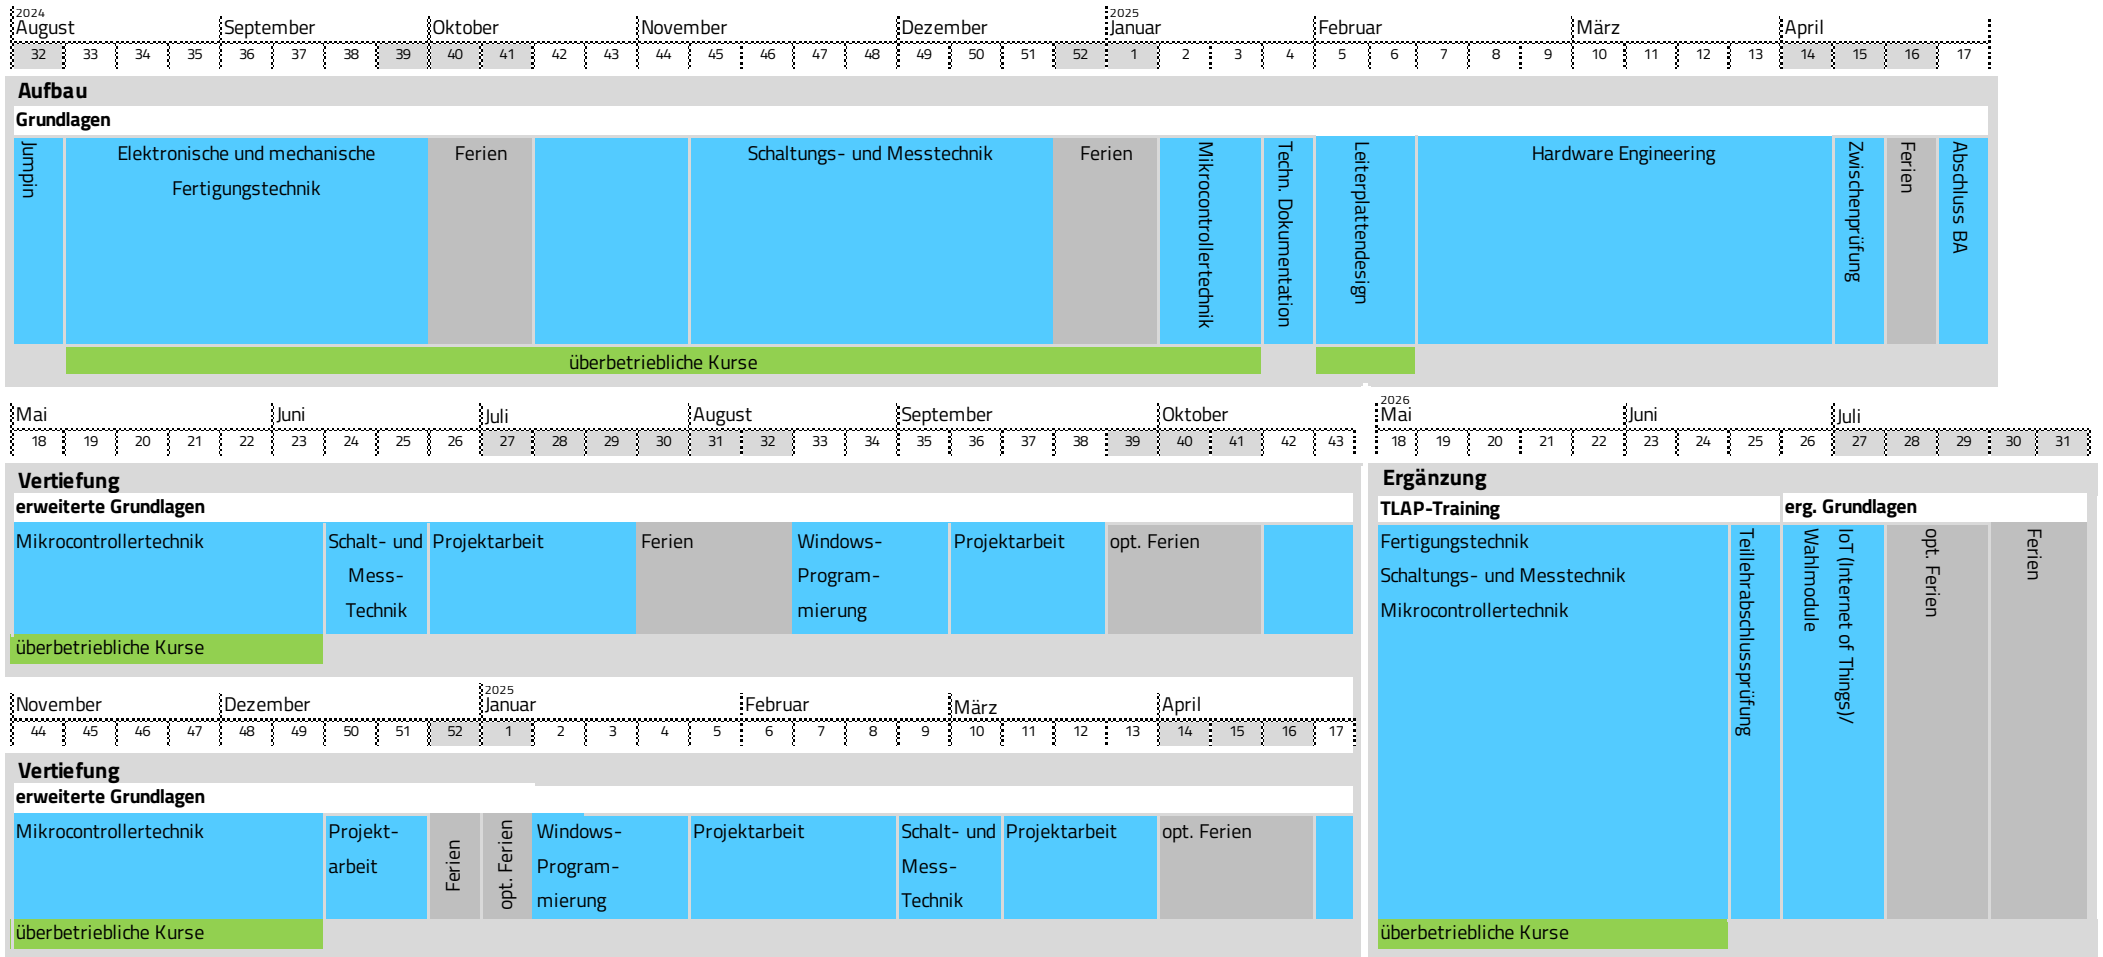 2024
August September Oktober November Dezember
2025
Januar Februar März April
32 33 34 35 36 37 38 39 40 41 42 43 44 45 46 47 48 49 50 51 52 1 2 3 4 5 6 7 8 9 10 11 12 13 14 15 16 17
Aufbau
Grundlagen
Jumpin
Elektronische und mechanische
Fertigungstechnik
Ferien
Schaltungs- und Messtechnik
Ferien
Mikrocontrollertechnik
Techn. Dokumentation
Leiterplattendesign
Hardware Engineering
Zwischenprüfung
Ferien
Abschluss BA
überbetriebliche Kurse
Mai Juni Juli August September Oktober
18 19 20 21 22 23 24 25 26 27 28 29 30 31 32 33 34 35 36 37 38 39 40 41 42 43
Vertiefung
erweiterte Grundlagen
Mikrocontrollertechnik
Schalt- und
Mess-
Technik
Projektarbeit
Ferien
Windows-
Program-
mierung
Projektarbeit
opt. Ferien
überbetriebliche Kurse
November Dezember
2025
Januar Februar März April
44 45 46 47 48 49 50 51 52 1 2 3 4 5 6 7 8 9 10 11 12 13 14 15 16 17
Vertiefung
erweiterte Grundlagen
Mikrocontrollertechnik
Projekt-
arbeit
Ferien
opt. Ferien
Windows-
Program-
mierung
Projektarbeit
Schalt- und
Mess-
Technik
Projektarbeit
opt. Ferien
überbetriebliche Kurse
2026
Mai Juni Juli
18 19 20 21 22 23 24 25 26 27 28 29 30 31
Ergänzung
TLAP-Training
erg. Grundlagen
Fertigungstechnik
Schaltungs- und Messtechnik
Mikrocontrollertechnik
Teillehrabschlussprüfung
IoT (Internet of Things)/
Wahlmodule
opt. Ferien
Ferien
überbetriebliche Kurse